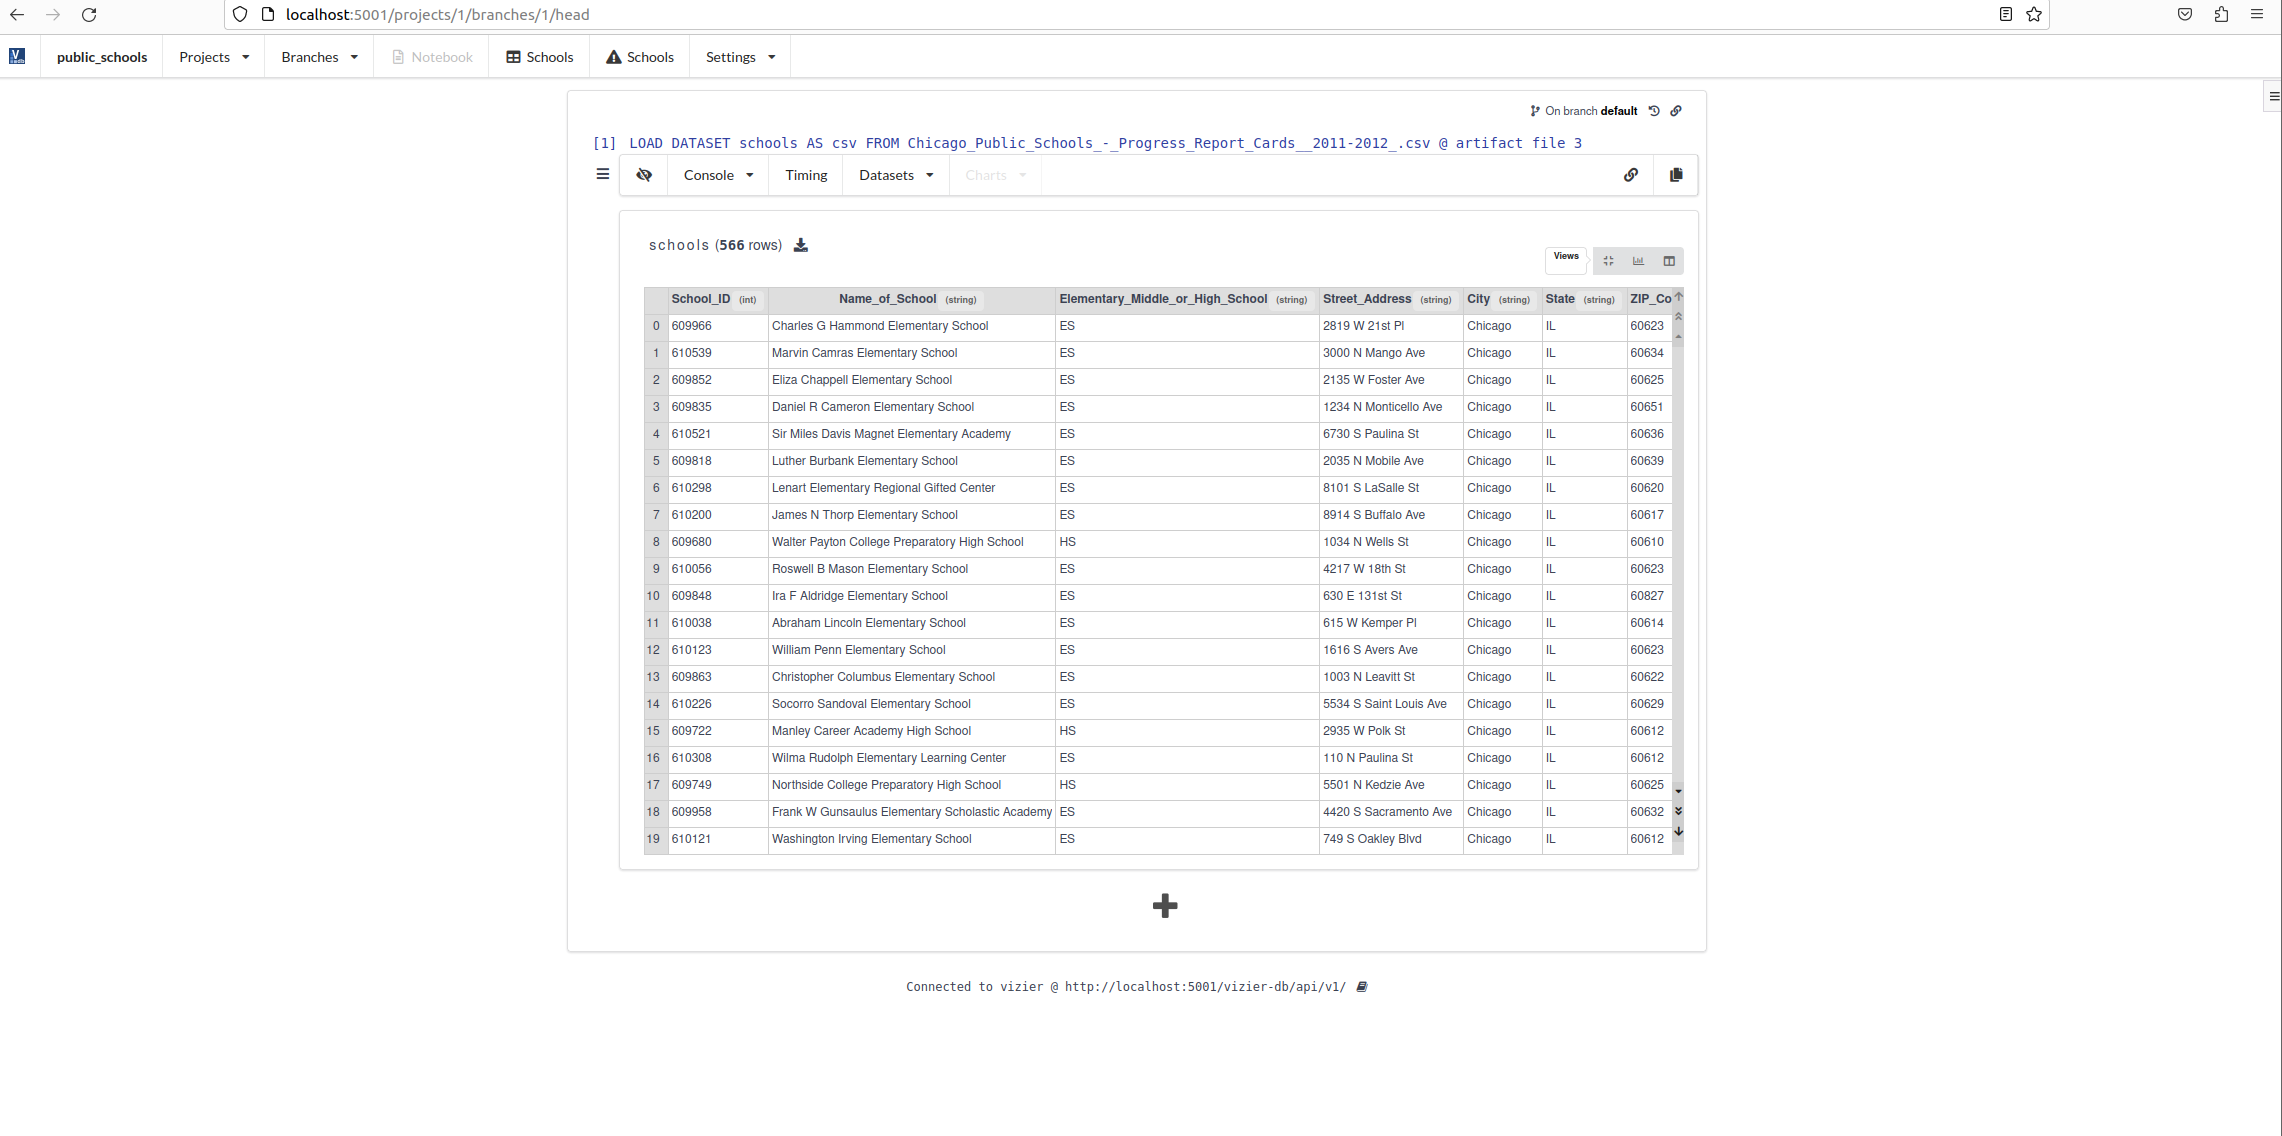 localhost:5001/projects/1/branches/1/head
public_schools Projects Branches Notebook Schools Schools Settings
On branch default
[1] LOAD DATASET schools AS csv FROM Chicago_Public_Schools_-_Progress_Report_Cards__2011-2012_.csv @ artifact file 3
Console Timing Datasets Charts
schools (566 rows)
Views
School_ID (int) Name_of_School (string) Elementary_Middle_or_High_School (string) Street_Address (string) City (string) State (string) ZIP_Co
0 609966 Charles G Hammond Elementary School ES 2819 W 21st Pl Chicago IL 60623
1 610539 Marvin Camras Elementary School ES 3000 N Mango Ave Chicago IL 60634
2 609852 Eliza Chappell Elementary School ES 2135 W Foster Ave Chicago IL 60625
3 609835 Daniel R Cameron Elementary School ES 1234 N Monticello Ave Chicago IL 60651
4 610521 Sir Miles Davis Magnet Elementary Academy ES 6730 S Paulina St Chicago IL 60636
5 609818 Luther Burbank Elementary School ES 2035 N Mobile Ave Chicago IL 60639
6 610298 Lenart Elementary Regional Gifted Center ES 8101 S LaSalle St Chicago IL 60620
7 610200 James N Thorp Elementary School ES 8914 S Buffalo Ave Chicago IL 60617
8 609680 Walter Payton College Preparatory High School HS 1034 N Wells St Chicago IL 60610
9 610056 Roswell B Mason Elementary School ES 4217 W 18th St Chicago IL 60623
10 609848 Ira F Aldridge Elementary School ES 630 E 131st St Chicago IL 60827
11 610038 Abraham Lincoln Elementary School ES 615 W Kemper Pl Chicago IL 60614
12 610123 William Penn Elementary School ES 1616 S Avers Ave Chicago IL 60623
13 609863 Christopher Columbus Elementary School ES 1003 N Leavitt St Chicago IL 60622
14 610226 Socorro Sandoval Elementary School ES 5534 S Saint Louis Ave Chicago IL 60629
15 609722 Manley Career Academy High School HS 2935 W Polk St Chicago IL 60612
16 610308 Wilma Rudolph Elementary Learning Center ES 110 N Paulina St Chicago IL 60612
17 609749 Northside College Preparatory High School HS 5501 N Kedzie Ave Chicago IL 60625
18 609958 Frank W Gunsaulus Elementary Scholastic Academy ES 4420 S Sacramento Ave Chicago IL 60632
19 610121 Washington Irving Elementary School ES 749 S Oakley Blvd Chicago IL 60612
Connected to vizier @ http://localhost:5001/vizier-db/api/v1/